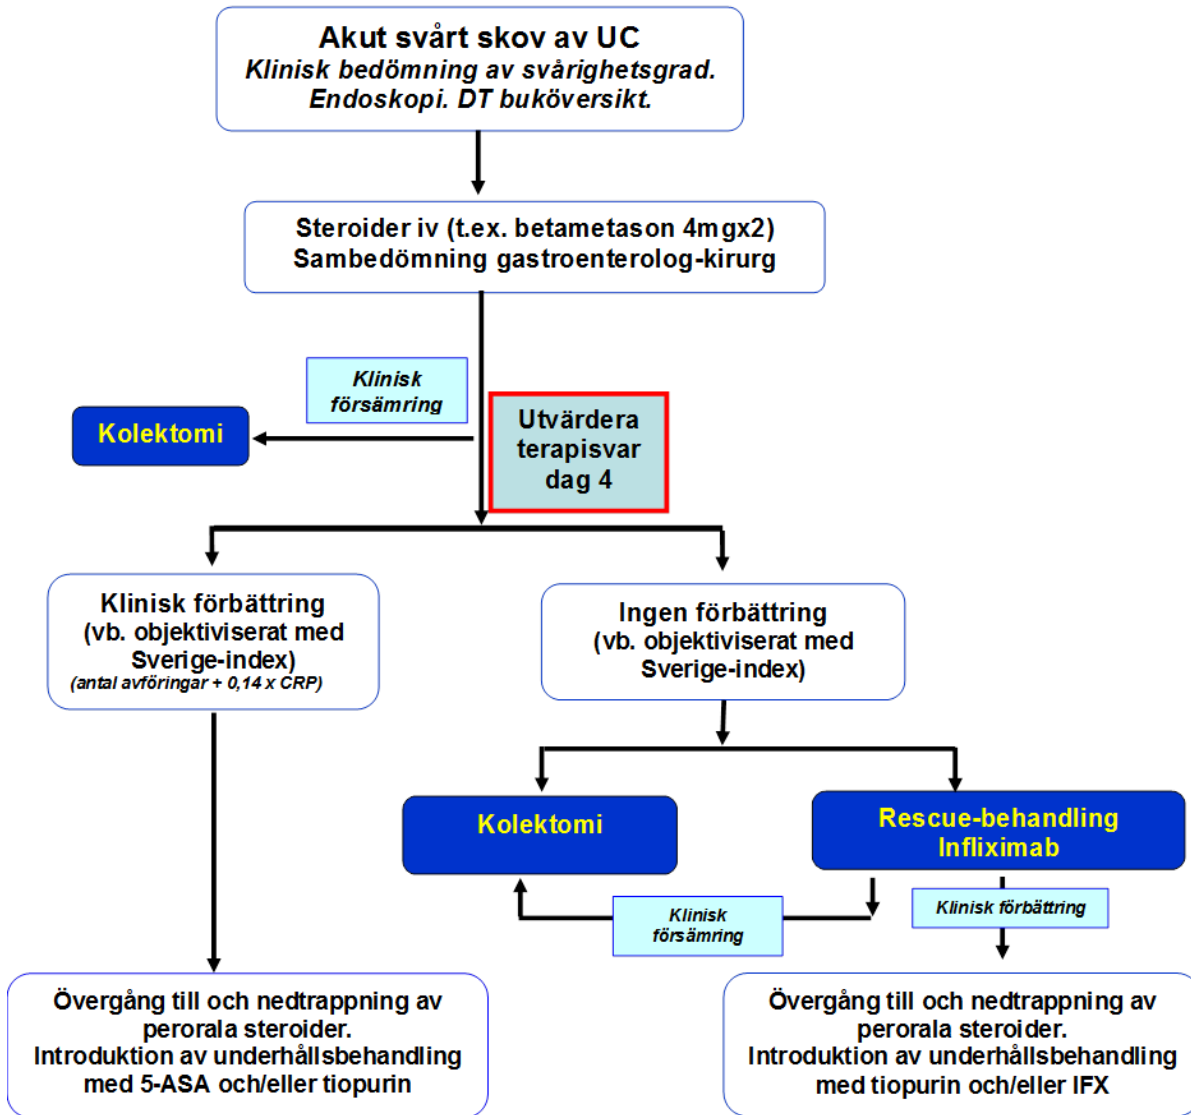 Akut svårt skov av UC
Klinisk bedömning av svårighetsgrad.
Endoskopi. DT buköversikt.
Steroider iv (t.ex. betametason 4mgx2)
Sambedömning gastroenterolog-kirurg
Klinisk
försämring
Kolektomi
Utvärdera
terapisvar
dag 4
Klinisk förbättring
(vb. objektiviserat med
Sverige-index)
(antal avföringar + 0,14 x CRP)
Ingen förbättring
(vb. objektiviserat med
Sverige-index)
Kolektomi
Rescue-behandling
Infliximab
Klinisk
försämring
Klinisk förbättring
Övergång till och nedtrappning av
perorala steroider.
Introduktion av underhållsbehandling
med 5-ASA och/eller tiopurin
Övergång till och nedtrappning av
perorala steroider.
Introduktion av underhållsbehandling
med tiopurin och/eller IFX